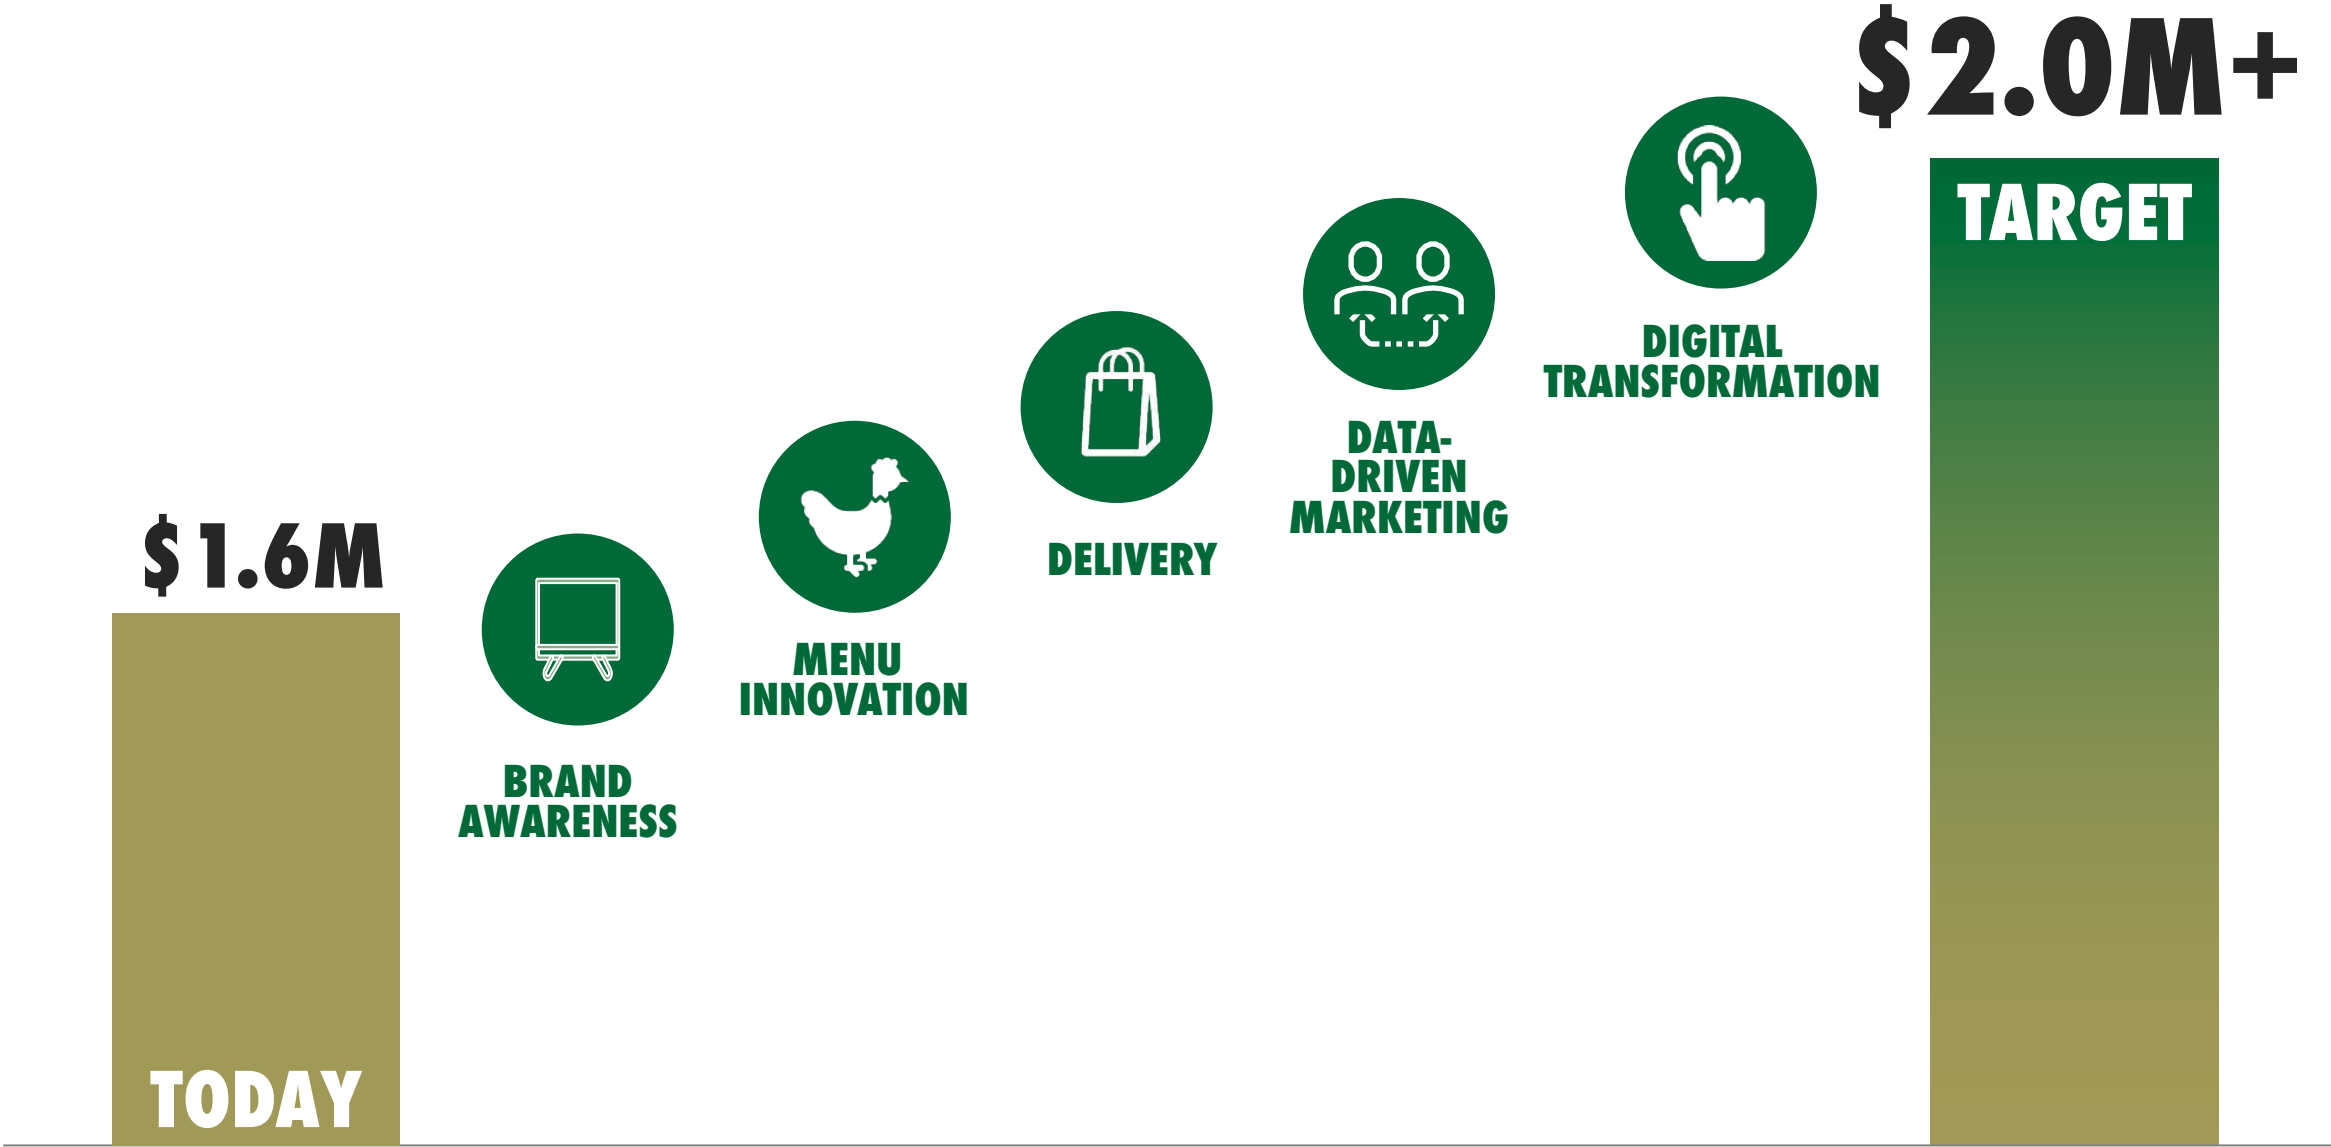 $1.6M
TODAY
BRAND
AWARENESS
MENU
INNOVATION
DELIVERY
DATA-
DRIVEN
MARKETING
DIGITAL
TRANSFORMATION
$2.0M+
TARGET